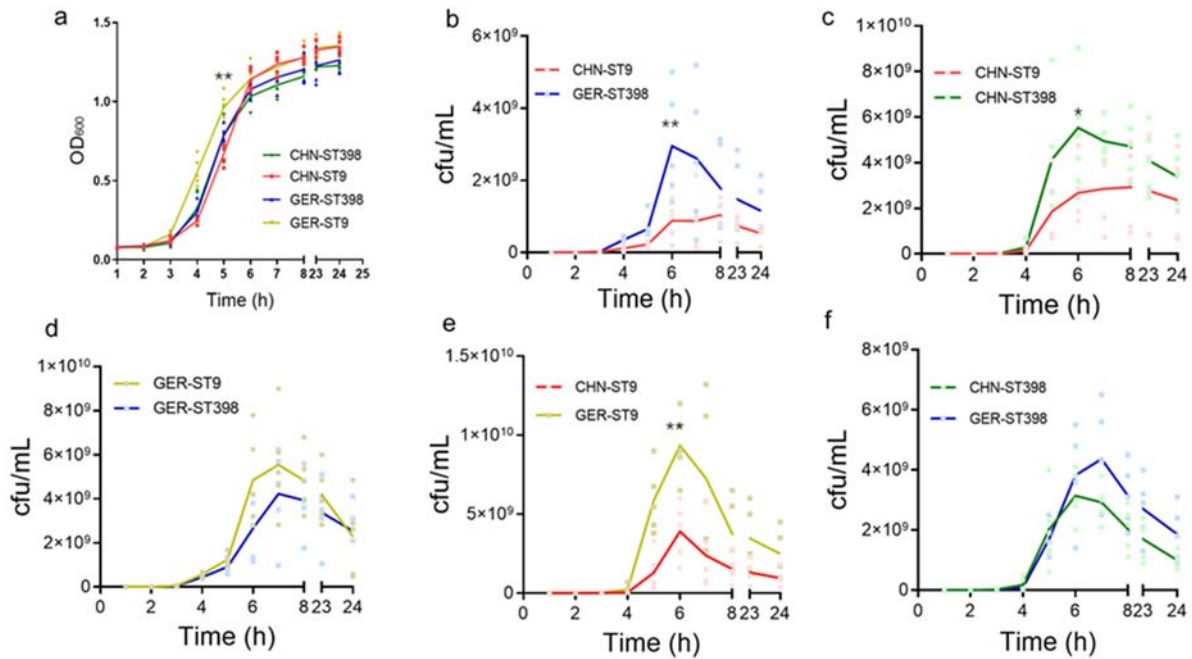 a
1.5
1.0
0.5
0.0
OD600
**
CHN-ST398
CHN-ST9
GER-ST398
GER-ST9
1 2 3 4 5 6 7 8 23 24 25
Time (h)
b
6×10⁹
4×10⁹
2×10⁹
0
cfu/mL
CHN-ST9
GER-ST398
**
0 2 4 6 8 23 24
Time (h)
c
1×10¹⁰
8×10⁹
6×10⁹
4×10⁹
2×10⁹
0
cfu/mL
CHN-ST9
CHN-ST398
*
0 2 4 6 8 23 24
Time (h)
d
1×10¹⁰
8×10⁹
6×10⁹
4×10⁹
2×10⁹
0
cfu/mL
GER-ST9
GER-ST398
0 2 4 6 8 23 24
Time (h)
e
1.5×10¹⁰
1×10¹⁰
5×10⁹
0
cfu/mL
CHN-ST9
GER-ST9
**
0 2 4 6 8 23 24
Time (h)
f
8×10⁹
6×10⁹
4×10⁹
2×10⁹
0
cfu/mL
CHN-ST398
GER-ST398
0 2 4 6 8 23 24
Time (h)